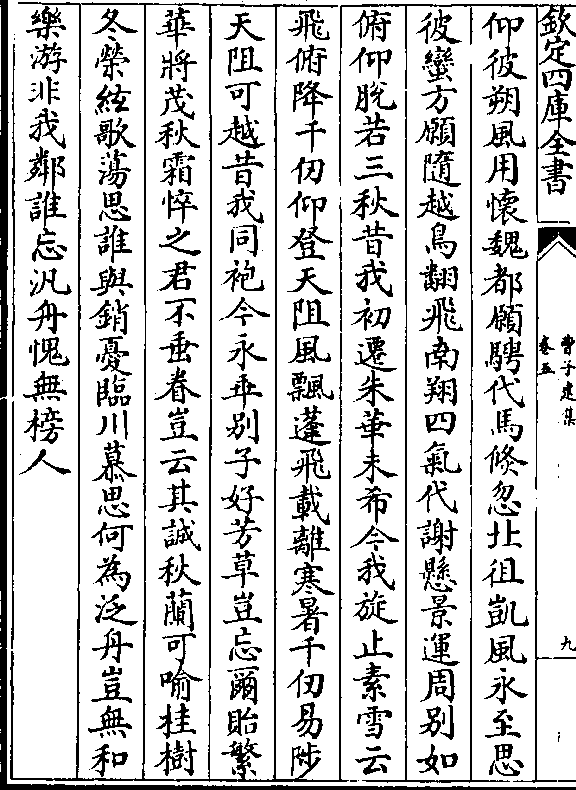 欽定四庫全書
曹子建集
卷五
九
仰彼朔風用懷魏都願騁代馬倏忽北徂凱風永至思
彼蠻方願隨越鳥翻飛南翔四氣代謝懸景運周別如
俯仰脫若三秋昔我初遷朱華未希今我旋止素雪云
飛俯降千仞仰登天阻風飄蓬飛載離寒暑千仞易陟
天阻可越昔我同袍今永乖別子好芳草豈忘爾貽繁
華將茂秋霜悴之君不垂眷豈云其誠秋蘭可喻桂樹
冬榮絃歌蕩思誰與銷憂臨川慕思何為泛舟豈無和
樂游非我鄰誰忘汎舟愧無榜人